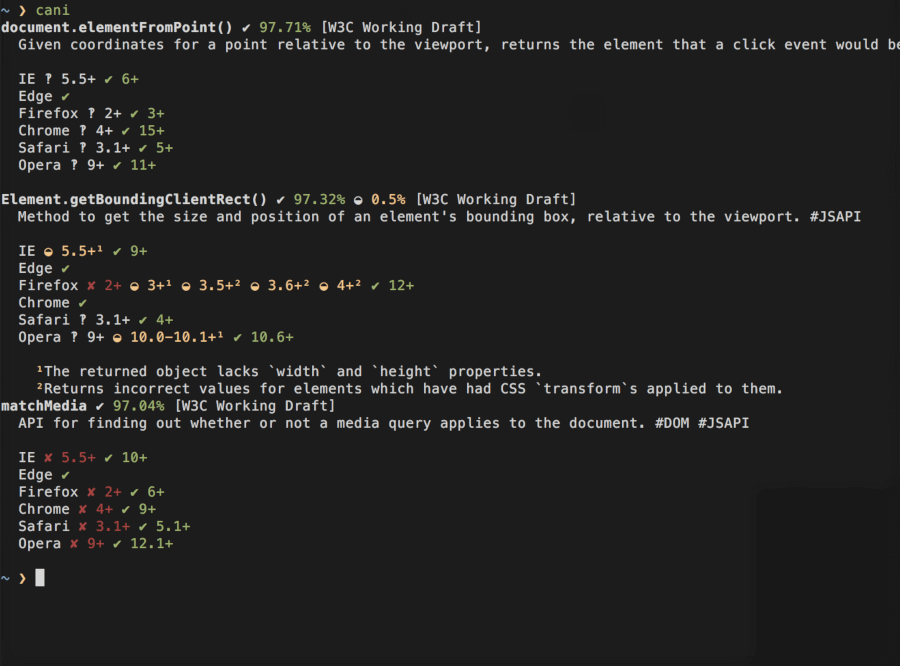 ~ ❯ cani
document.elementFromPoint() ✔ 97.71% [W3C Working Draft]
Given coordinates for a point relative to the viewport, returns the element that a click event would be
IE ‽ 5.5+ ✔ 6+
Edge ✔
Firefox ‽ 2+ ✔ 3+
Chrome ‽ 4+ ✔ 15+
Safari ‽ 3.1+ ✔ 5+
Opera ‽ 9+ ✔ 11+
Element.getBoundingClientRect() ✔ 97.32% ◒ 0.5% [W3C Working Draft]
Method to get the size and position of an element's bounding box, relative to the viewport. #JSAPI
IE ◒ 5.5+¹ ✔ 9+
Edge ✔
Firefox ✘ 2+ ◒ 3+¹ ◒ 3.5+² ◒ 3.6+² ◒ 4+² ✔ 12+
Chrome ✔
Safari ‽ 3.1+ ✔ 4+
Opera ‽ 9+ ◒ 10.0-10.1+¹ ✔ 10.6+
¹The returned object lacks `width` and `height` properties.
²Returns incorrect values for elements which have had CSS `transform`s applied to them.
matchMedia ✔ 97.04% [W3C Working Draft]
API for finding out whether or not a media query applies to the document. #DOM #JSAPI
IE ✘ 5.5+ ✔ 10+
Edge ✔
Firefox ✘ 2+ ✔ 6+
Chrome ✘ 4+ ✔ 9+
Safari ✘ 3.1+ ✔ 5.1+
Opera ✘ 9+ ✔ 12.1+
~ ❯